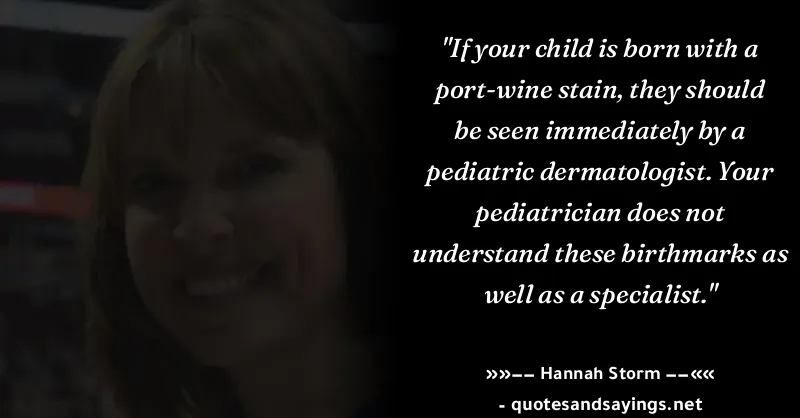 "If your child is born with a
port-wine stain, they should
be seen immediately by a
pediatric dermatologist. Your
pediatrician does not
understand these birthmarks as
well as a specialist."
»»−− Hannah Storm −−««
- quotesandsayings.net